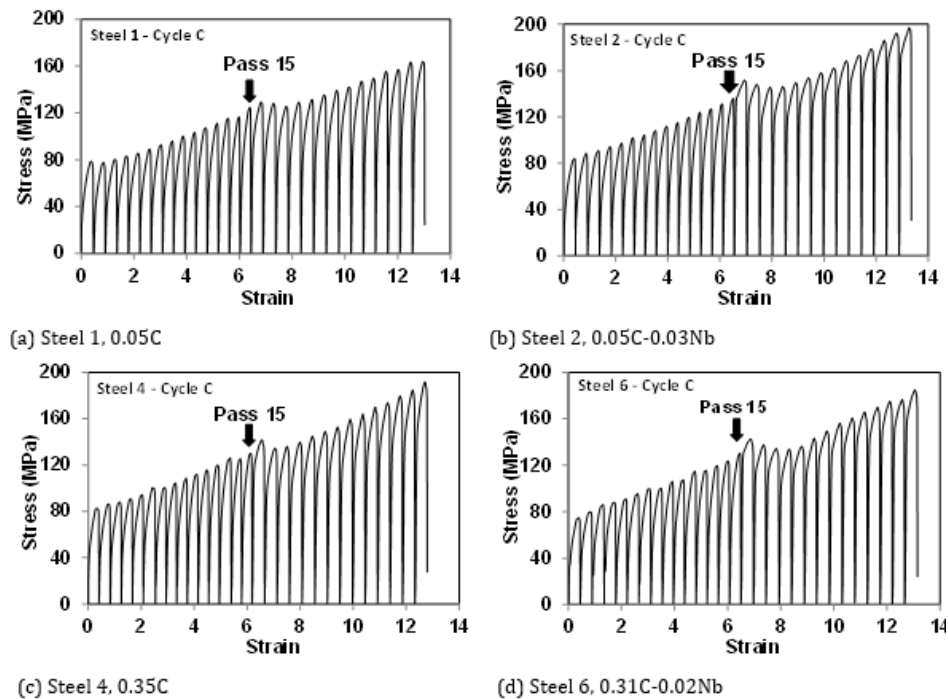 (a)
200
160
120
80
40
0
Stress (MPa)
Steel 1 - Cycle C
Pass 15
0 2 4 6 8 10 12 14
Strain
(a) Steel 1, 0.05C
b)
200
160
120
80
40
0
Stress (MPa)
Steel 2 - Cycle C
Pass 15
0 2 4 6 8 10 12 14
Strain
(b) Steel 2, 0.05C-0.03Nb
200
160
120
80
40
0
Stress (MPa)
Steel 4 - Cycle C
Pass 15
0 2 4 6 8 10 12 14
Strain
(c) Steel 4, 0.35C
200
160
120
80
40
0
Stress (MPa)
Steel 6 - Cycle C
Pass 15
0 2 4 6 8 10 12 14
Strain
(d) Steel 6, 0.31C-0.02Nb